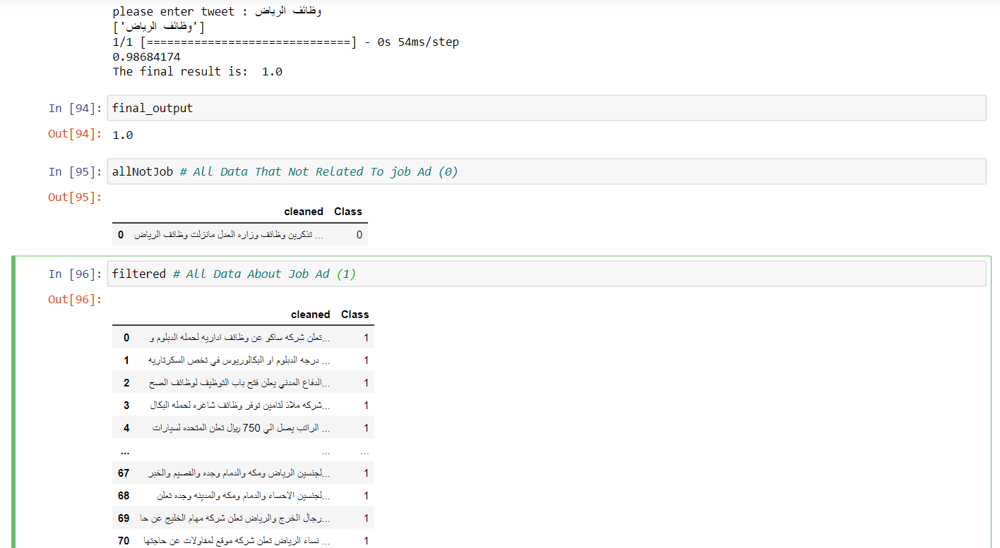 please enter tweet : وظائف الرياض
['وظائف الرياض']
1/1 [==============================] - 0s 54ms/step
0.98684174
The final result is:  1.0
In [94]: final_output
Out[94]: 1.0
In [95]: allNotJob # All Data That Not Related To job Ad (0)
Out[95]:
cleaned Class
0 تذكرين وظائف وزاره العدل مانزلت وظائف الرياض ... 0
In [96]: filtered # All Data About Job Ad (1)
Out[96]:
cleaned Class
0 تعلن شركه ساكو عن وظائف اداريه لحمله الدبلوم و... 1
1 درجه الدبلوم او البكالوريوس في تخص السكرتاريه ... 1
2 الدفاع المدني يعلن فتح باب التوظيف لوظائف الصح... 1
3 شركه ملاذ لتامين توفر وظائف شاغره لحمله البكال... 1
4 الراتب يصل الي 750 ريال تعلن المتحده لسيارات ... 1
... ... ...
67 لجنسين الرياض ومكه والدمام وجده والقصيم والخبر... 1
68 لجنسين الاحساء والدمام ومكه والمدينه وجده تعلن... 1
69 رجال الخرج والرياض تعلن شركه مهام الخليج عن حا... 1
70 نساء الرياض تعلن شركه موقع لمقاولات عن حاجتها ... 1